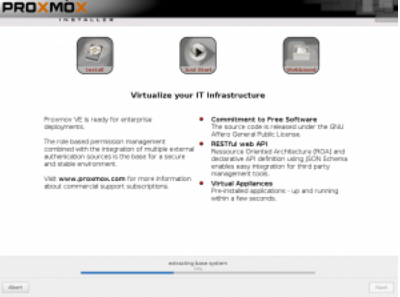 PROXMOX
INSTALLER
Install
Webbased
Virtualize your IT Infrastructure
Proxmox VE is ready for enterprise
deployments.
The role based permission management
combined with the integration of multiple external
authentication sources is the base for a secure
and stable environment.
Visit www.proxmox.com for more information
about commercial support subscriptions.
Commitment to Free Software
The source code is released under the GNU
Affero General Public License.
RESTful web API
Ressource Oriented Architecture (ROA) and
declarative API definition using JSON Schema
enables easy integration for third party
management tools.
Virtual Appliances
Pre-installed applications - up and running
within a few seconds.
extracting base system
Abort
Next